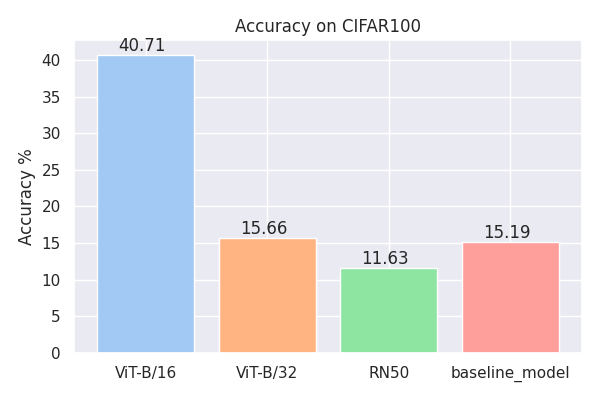 Accuracy on CIFAR100
Accuracy %
40
35
30
25
20
15
10
5
0
40.71
15.66
11.63
15.19
ViT-B/16
ViT-B/32
RN50
baseline_model